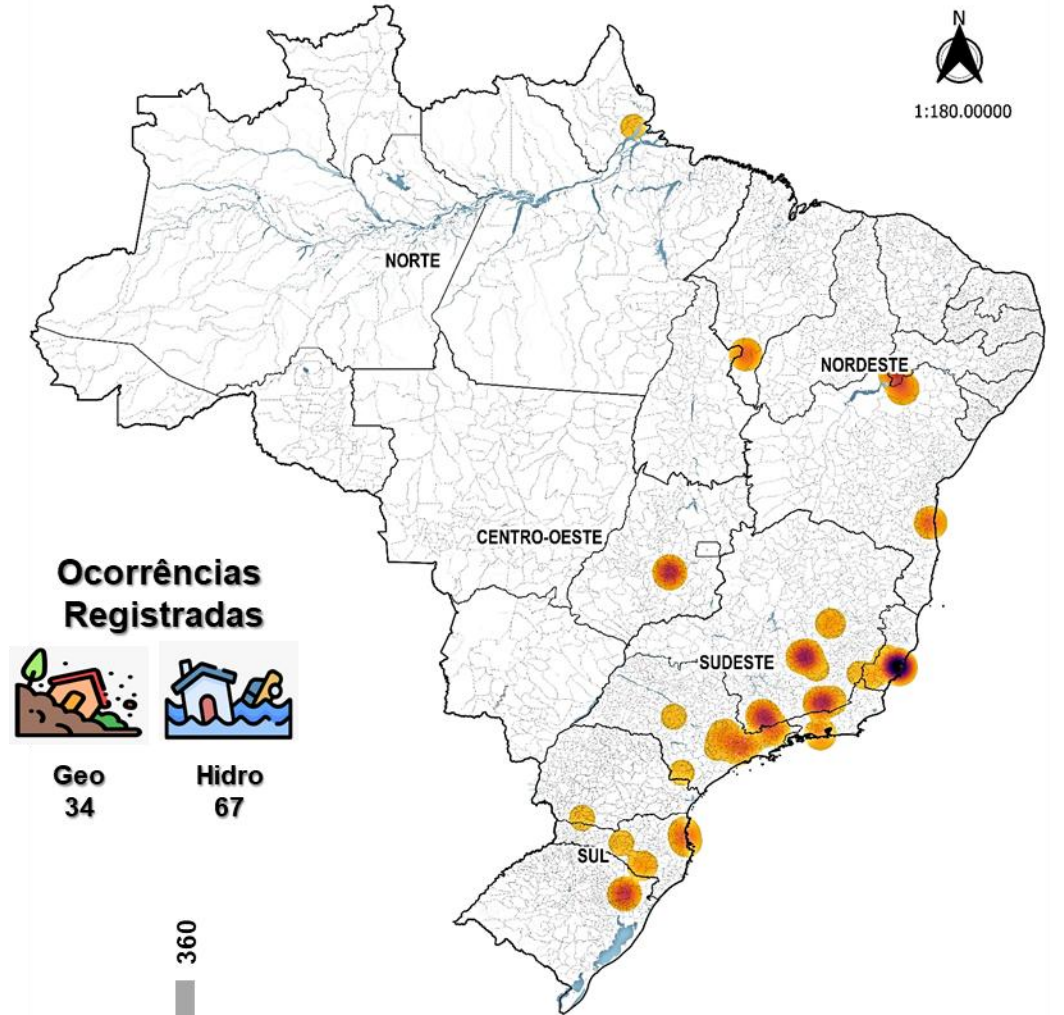 N
1:180.00000
NORTE
NORDESTE
CENTRO-OESTE
Ocorrências
Registradas
SUDESTE
Geo
34
Hidro
67
SUL
360